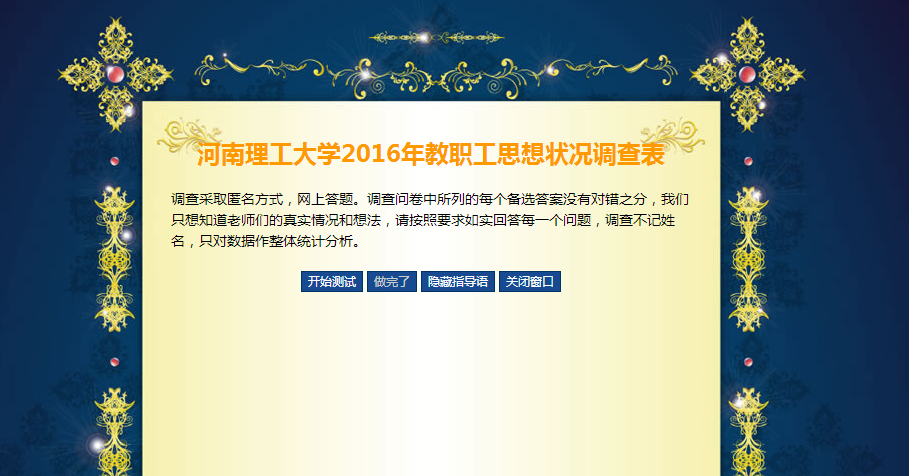 河南理工大学2016年教职工思想状况调查表
调查采取匿名方式，网上答题。调查问卷中所列的每个备选答案没有对错之分，我们
只想知道老师们的真实情况和想法，请按照要求如实回答每一个问题，调查不记姓
名，只对数据作整体统计分析。
开始测试 做完了 隐藏指导语 关闭窗口